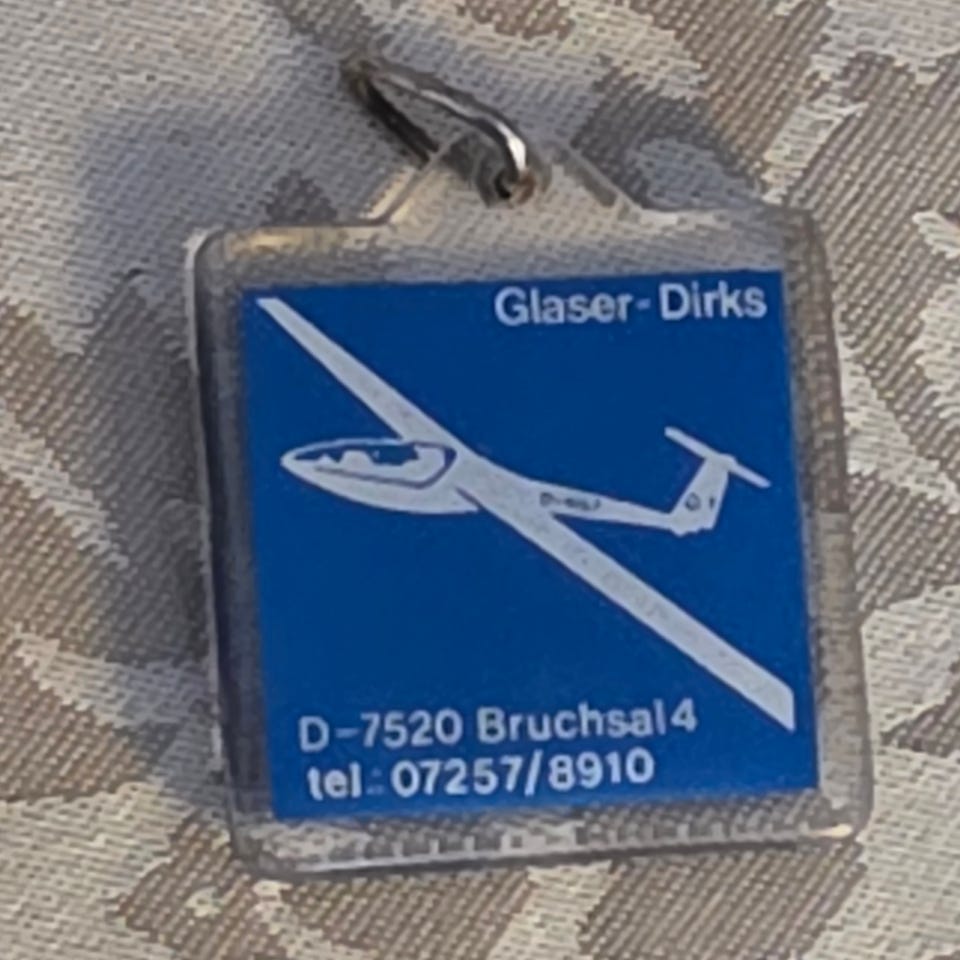 Glaser-Dirks
D-7520 Bruchsal 4
tel. 07257/8910